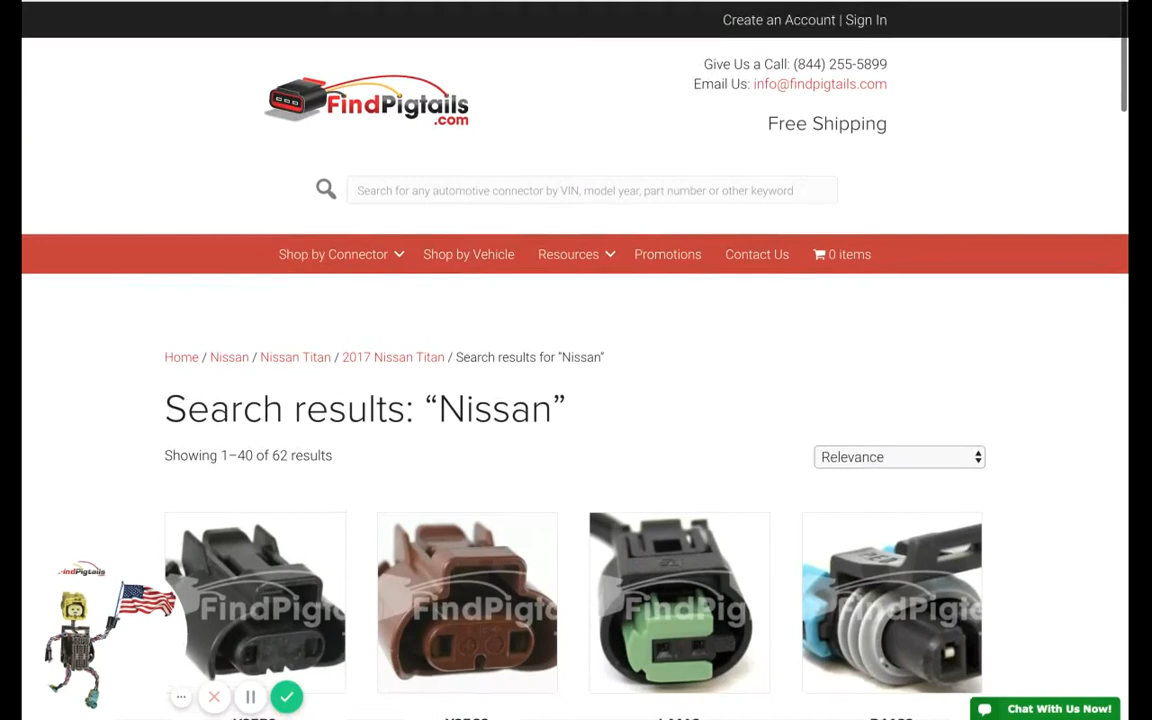 Create an Account | Sign In
Give Us a Call: (844) 255-5899
Email Us: info@findpigtails.com
FindPigtails
.com
Free Shipping
Search for any automotive connector by VIN, model year, part number or other keyword
Shop by Connector Shop by Vehicle Resources Promotions Contact Us 0 items
Home / Nissan / Nissan Titan / 2017 Nissan Titan / Search results for “Nissan”
Search results: “Nissan”
Showing 1–40 of 62 results
Relevance
FindPigta
FindPigta
FindPigta
FindPigte
Chat With Us Now!